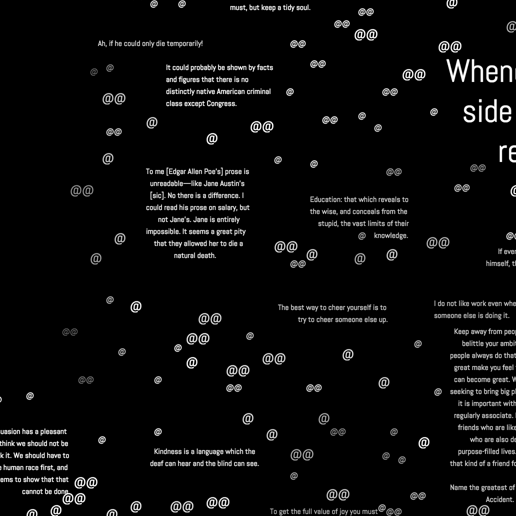 must, but keep a tidy soul.
Ah, if he could only die temporarily!
It could probably be shown by facts
and figures that there is no
distinctly native American criminal
class except Congress.
To me [Edgar Allen Poe's] prose is
unreadable—like Jane Austin's
[sic]. No there is a difference. I
could read his prose on salary, but
not Jane's. Jane is entirely
impossible. It seems a great pity
that they allowed her to die a
natural death.
Education: that which reveals to
the wise, and conceals from the
stupid, the vast limits of their
knowledge.
side
If eve
himself, th
The best way to cheer yourself is to
try to cheer someone else up.
I do not like work even whe
someone else is doing it.
Keep away from peop
belittle your ambit
people always do that
great make you feel
can become great. W
seeking to bring big pl
it is important with
regularly associate.
friends who are like
who are also de
purpose-filled lives.
that kind of a friend fo
uasion has a pleasant
think we should not be
k it. We should have to
e human race first, and
ems to show that that
cannot be done.
Kindness is a language which the
deaf can hear and the blind can see.
Name the greatest of
Accident.
To get the full value of joy you must